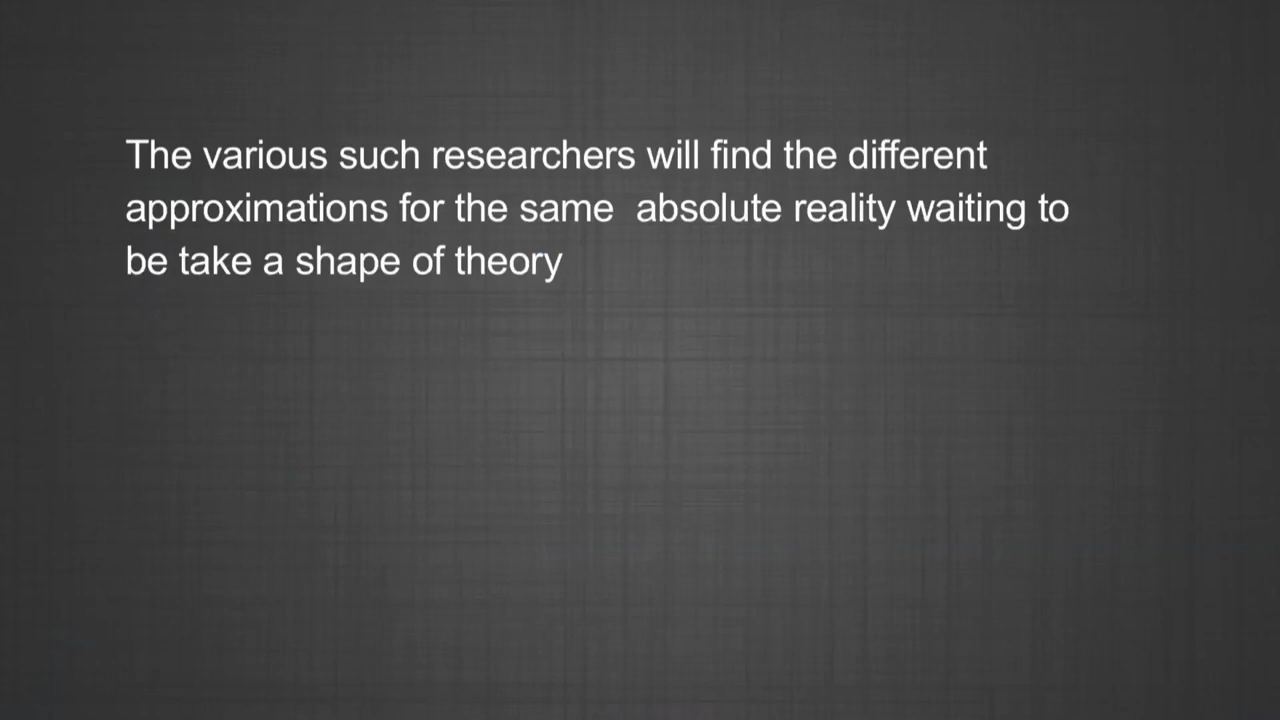 The various such researchers will find the different
approximations for the same  absolute reality waiting to
be take a shape of theory